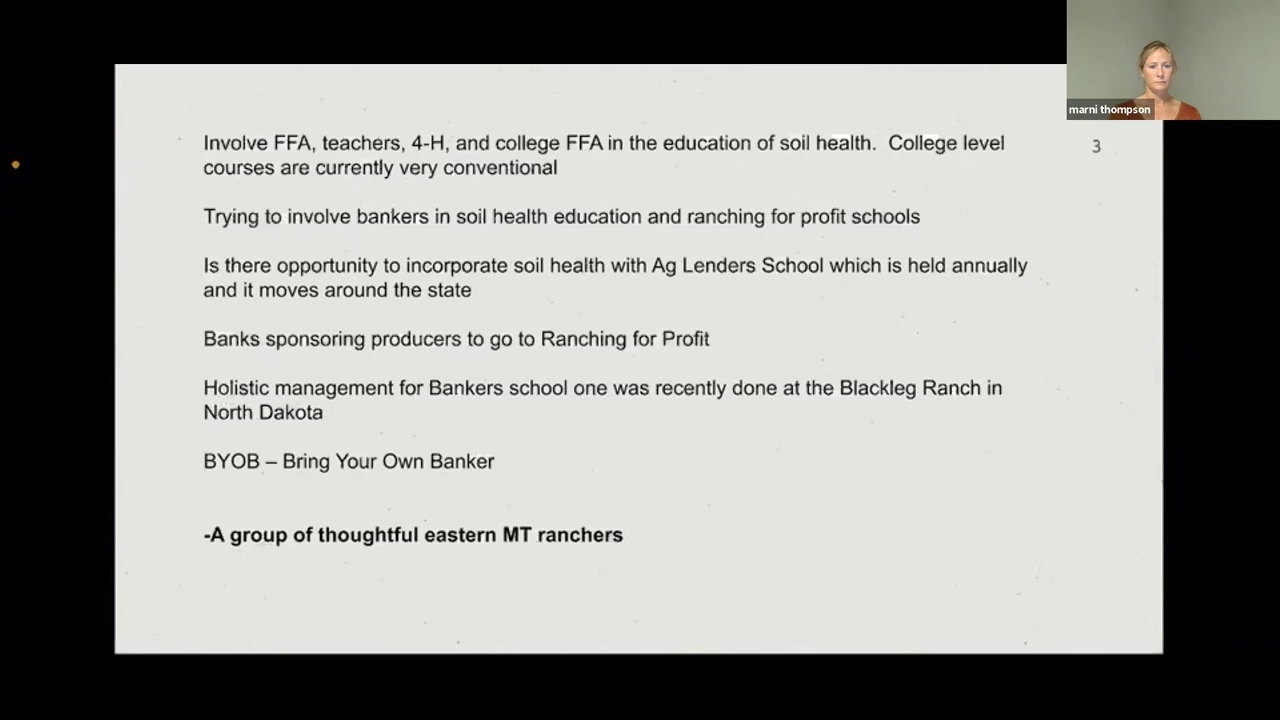 marni thompson
3
Involve FFA, teachers, 4-H, and college FFA in the education of soil health.  College level
courses are currently very conventional
Trying to involve bankers in soil health education and ranching for profit schools
Is there opportunity to incorporate soil health with Ag Lenders School which is held annually
and it moves around the state
Banks sponsoring producers to go to Ranching for Profit
Holistic management for Bankers school one was recently done at the Blackleg Ranch in
North Dakota
BYOB – Bring Your Own Banker
-A group of thoughtful eastern MT ranchers